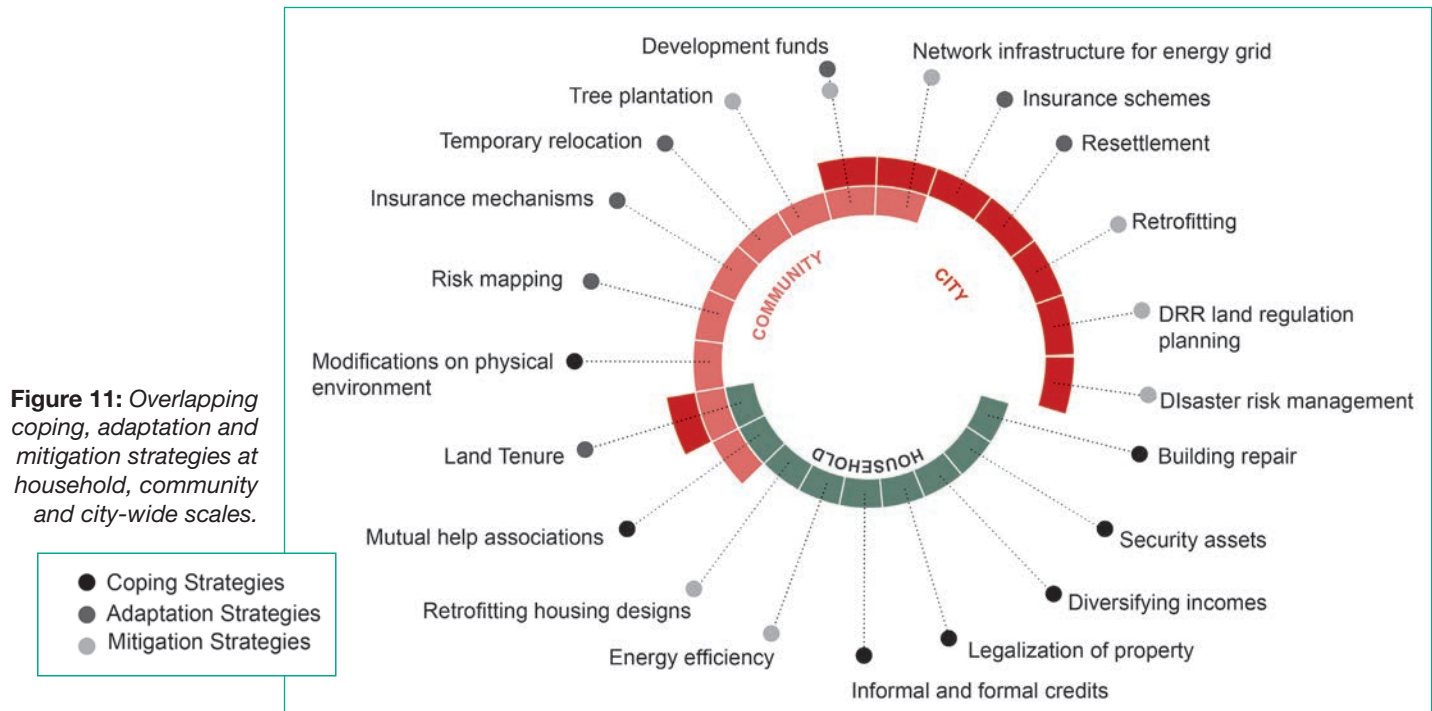 Figure 11: Overlapping
coping, adaptation and
mitigation strategies at
household, community
and city-wide scales.
Coping Strategies
Adaptation Strategies
Mitigation Strategies
Development funds
Network infrastructure for energy grid
Tree plantation
Insurance schemes
Temporary relocation
Resettlement
Insurance mechanisms
Retrofitting
Risk mapping
DRR land regulation
planning
Modifications on physical
environment
DIsaster risk management
Land Tenure
Building repair
Mutual help associations
Security assets
Retrofitting housing designs
Diversifying incomes
Energy efficiency
Legalization of property
Informal and formal credits
COMMUNITY
CITY
HOUSEHOLD